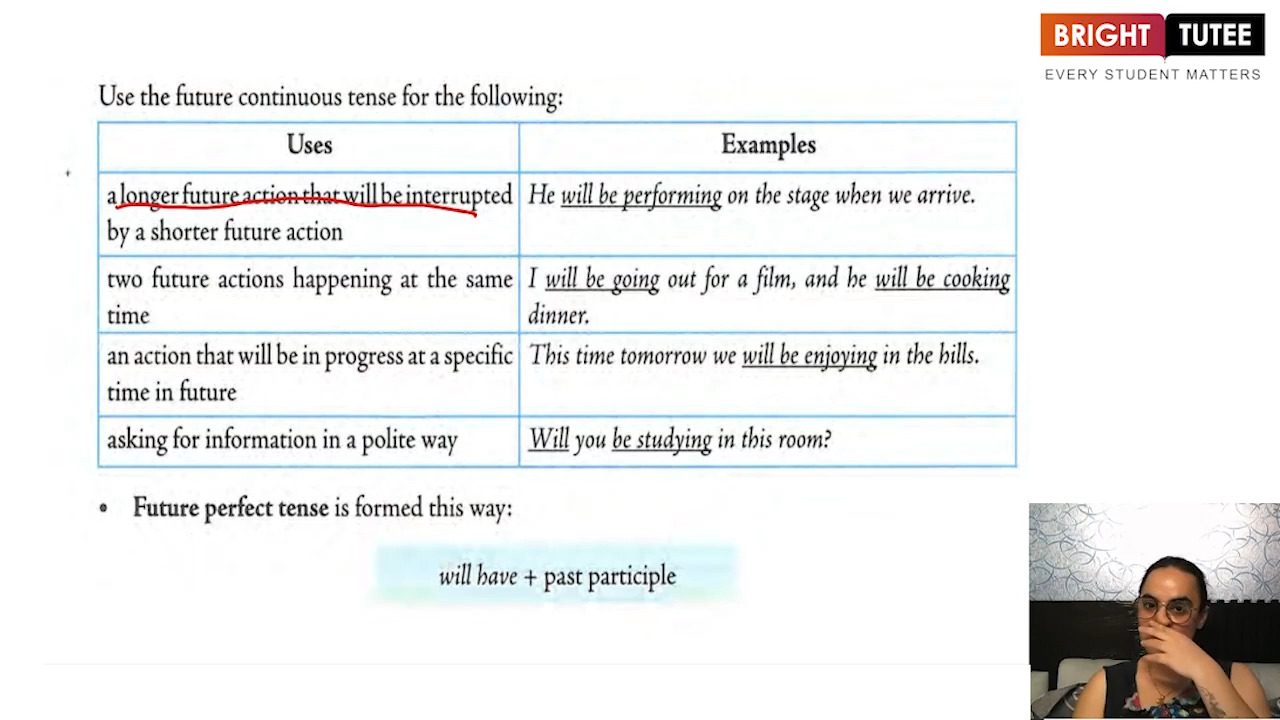 BRIGHT TUTEE
EVERY STUDENT MATTERS
Use the future continuous tense for the following:
Uses
Examples
a longer future action that will be interrupted
by a shorter future action
He will be performing on the stage when we arrive.
two future actions happening at the same
time
I will be going out for a film, and he will be cooking
dinner.
an action that will be in progress at a specific
time in future
This time tomorrow we will be enjoying in the hills.
asking for information in a polite way
Will you be studying in this room?
• Future perfect tense is formed this way:
will have + past participle